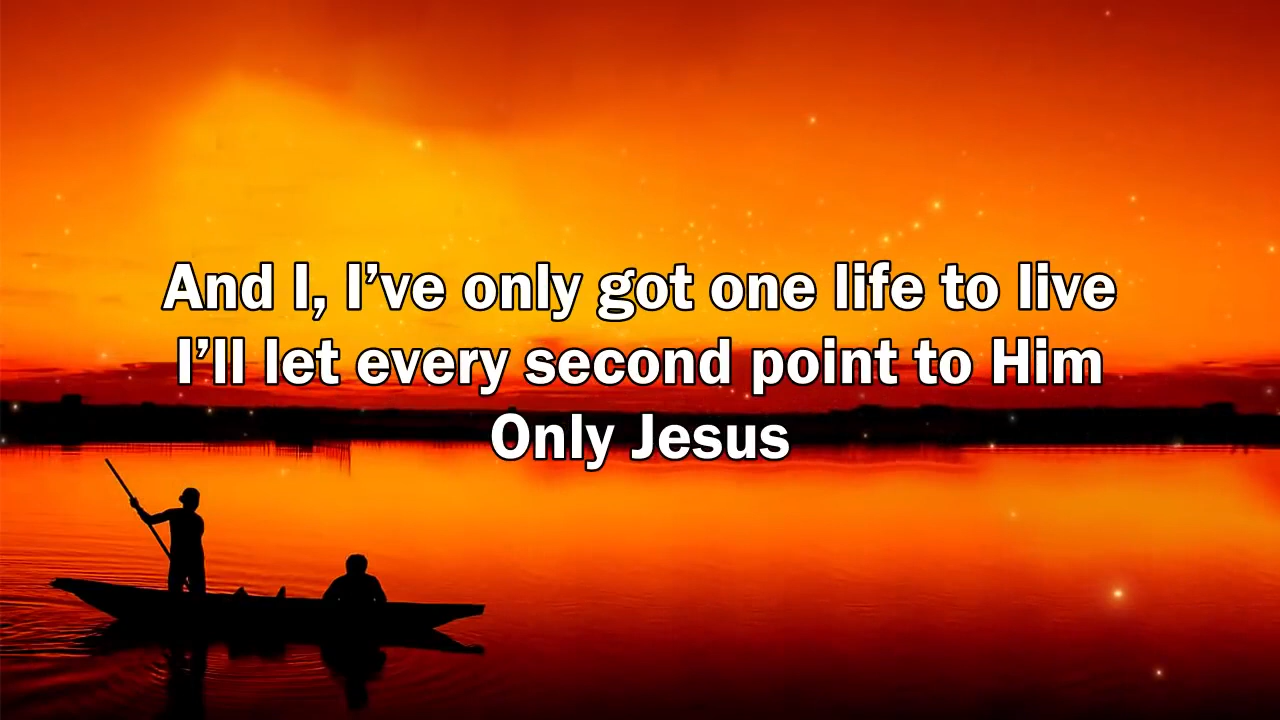 And I, I’ve only got one life to live
I’ll let every second point to Him
Only Jesus